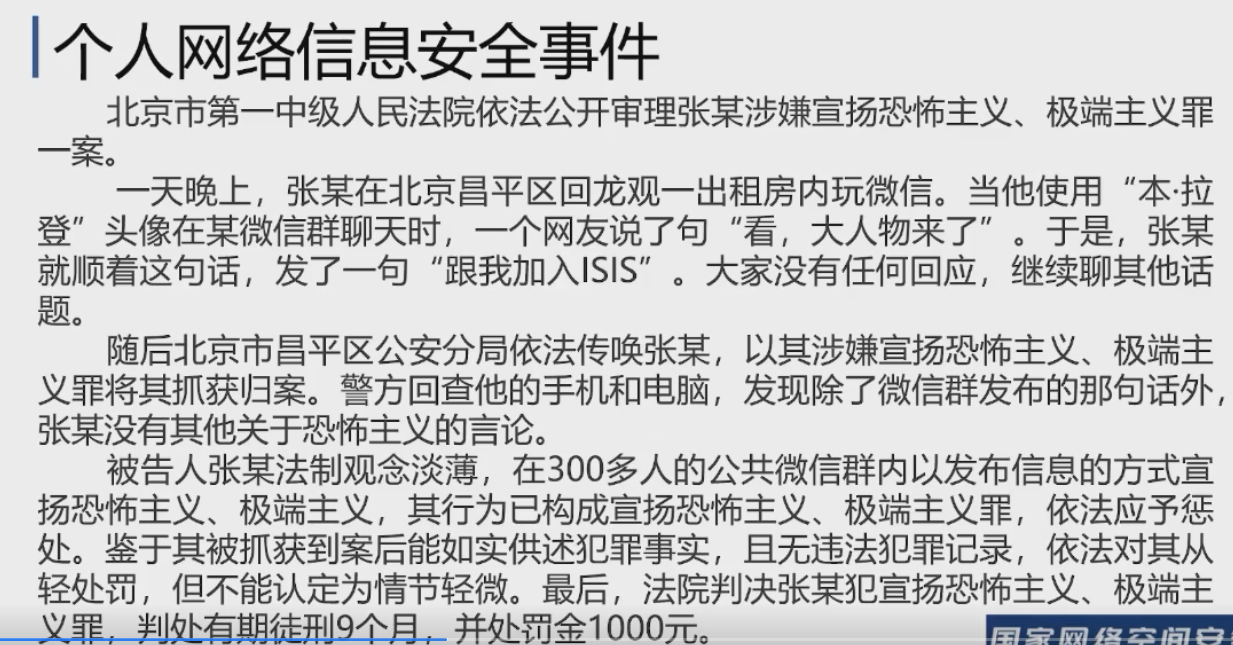 个人网络信息安全事件
北京市第一中级人民法院依法公开审理张某涉嫌宣扬恐怖主义、极端主义罪
一案。
一天晚上，张某在北京昌平区回龙观一出租房内玩微信。当他使用“本·拉
登”头像在某微信群聊天时，一个网友说了句“看，大人物来了”。于是，张某
就顺着这句话，发了一句“跟我加入ISIS”。大家没有任何回应，继续聊其他话
题。
随后北京市昌平区公安分局依法传唤张某，以其涉嫌宣扬恐怖主义、极端主
义罪将其抓获归案。警方回查他的手机和电脑，发现除了微信群发布的那句话外，
张某没有其他关于恐怖主义的言论。
被告人张某法制观念淡薄，在300多人的公共微信群内以发布信息的方式宣
扬恐怖主义、极端主义，其行为已构成宣扬恐怖主义、极端主义罪，依法应予惩
处。鉴于其被抓获到案后能如实供述犯罪事实，且无违法犯罪记录，依法对其从
轻处罚，但不能认定为情节轻微。最后，法院判决张某犯宣扬恐怖主义、极端主
义罪，判处有期徒刑9个月，并处罚金1000元。
国家网络空间安